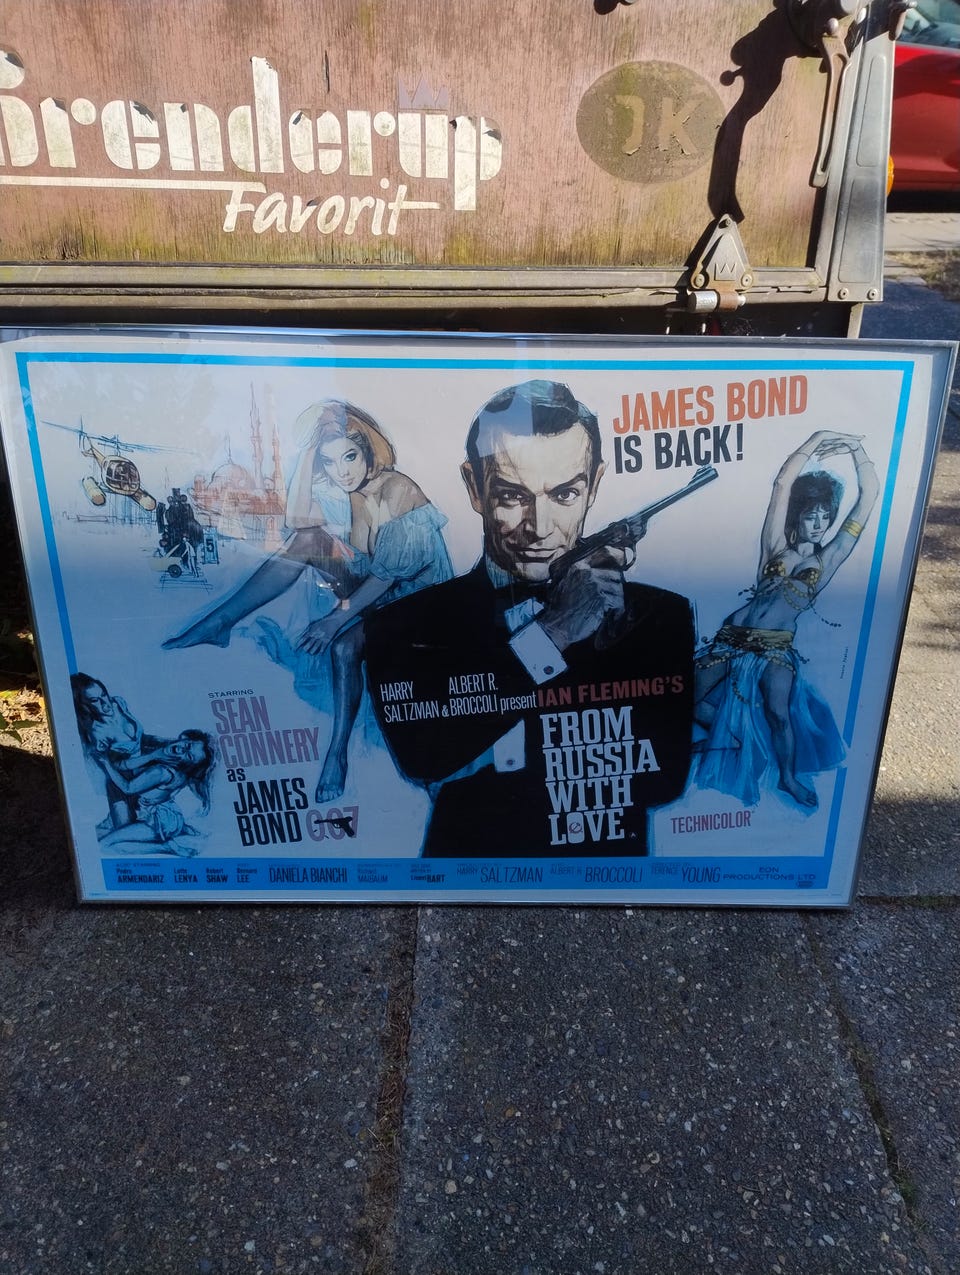 Brenderup
Favorit
DK
JAMES BOND
IS BACK!
HARRY SALTZMAN & ALBERT R. BROCCOLI present
IAN FLEMING'S
FROM
RUSSIA
WITH
LOVE
STARRING
SEAN
CONNERY
as
JAMES
BOND 007
TECHNICOLOR
Pedro ARMENDARIZ Lotte LENYA Robert SHAW Bernard LEE DANIELA BIANCHI Richard MAIBAUM Lionel BART HARRY SALTZMAN ALBERT R. BROCCOLI TERENCE YOUNG EON PRODUCTIONS LTD